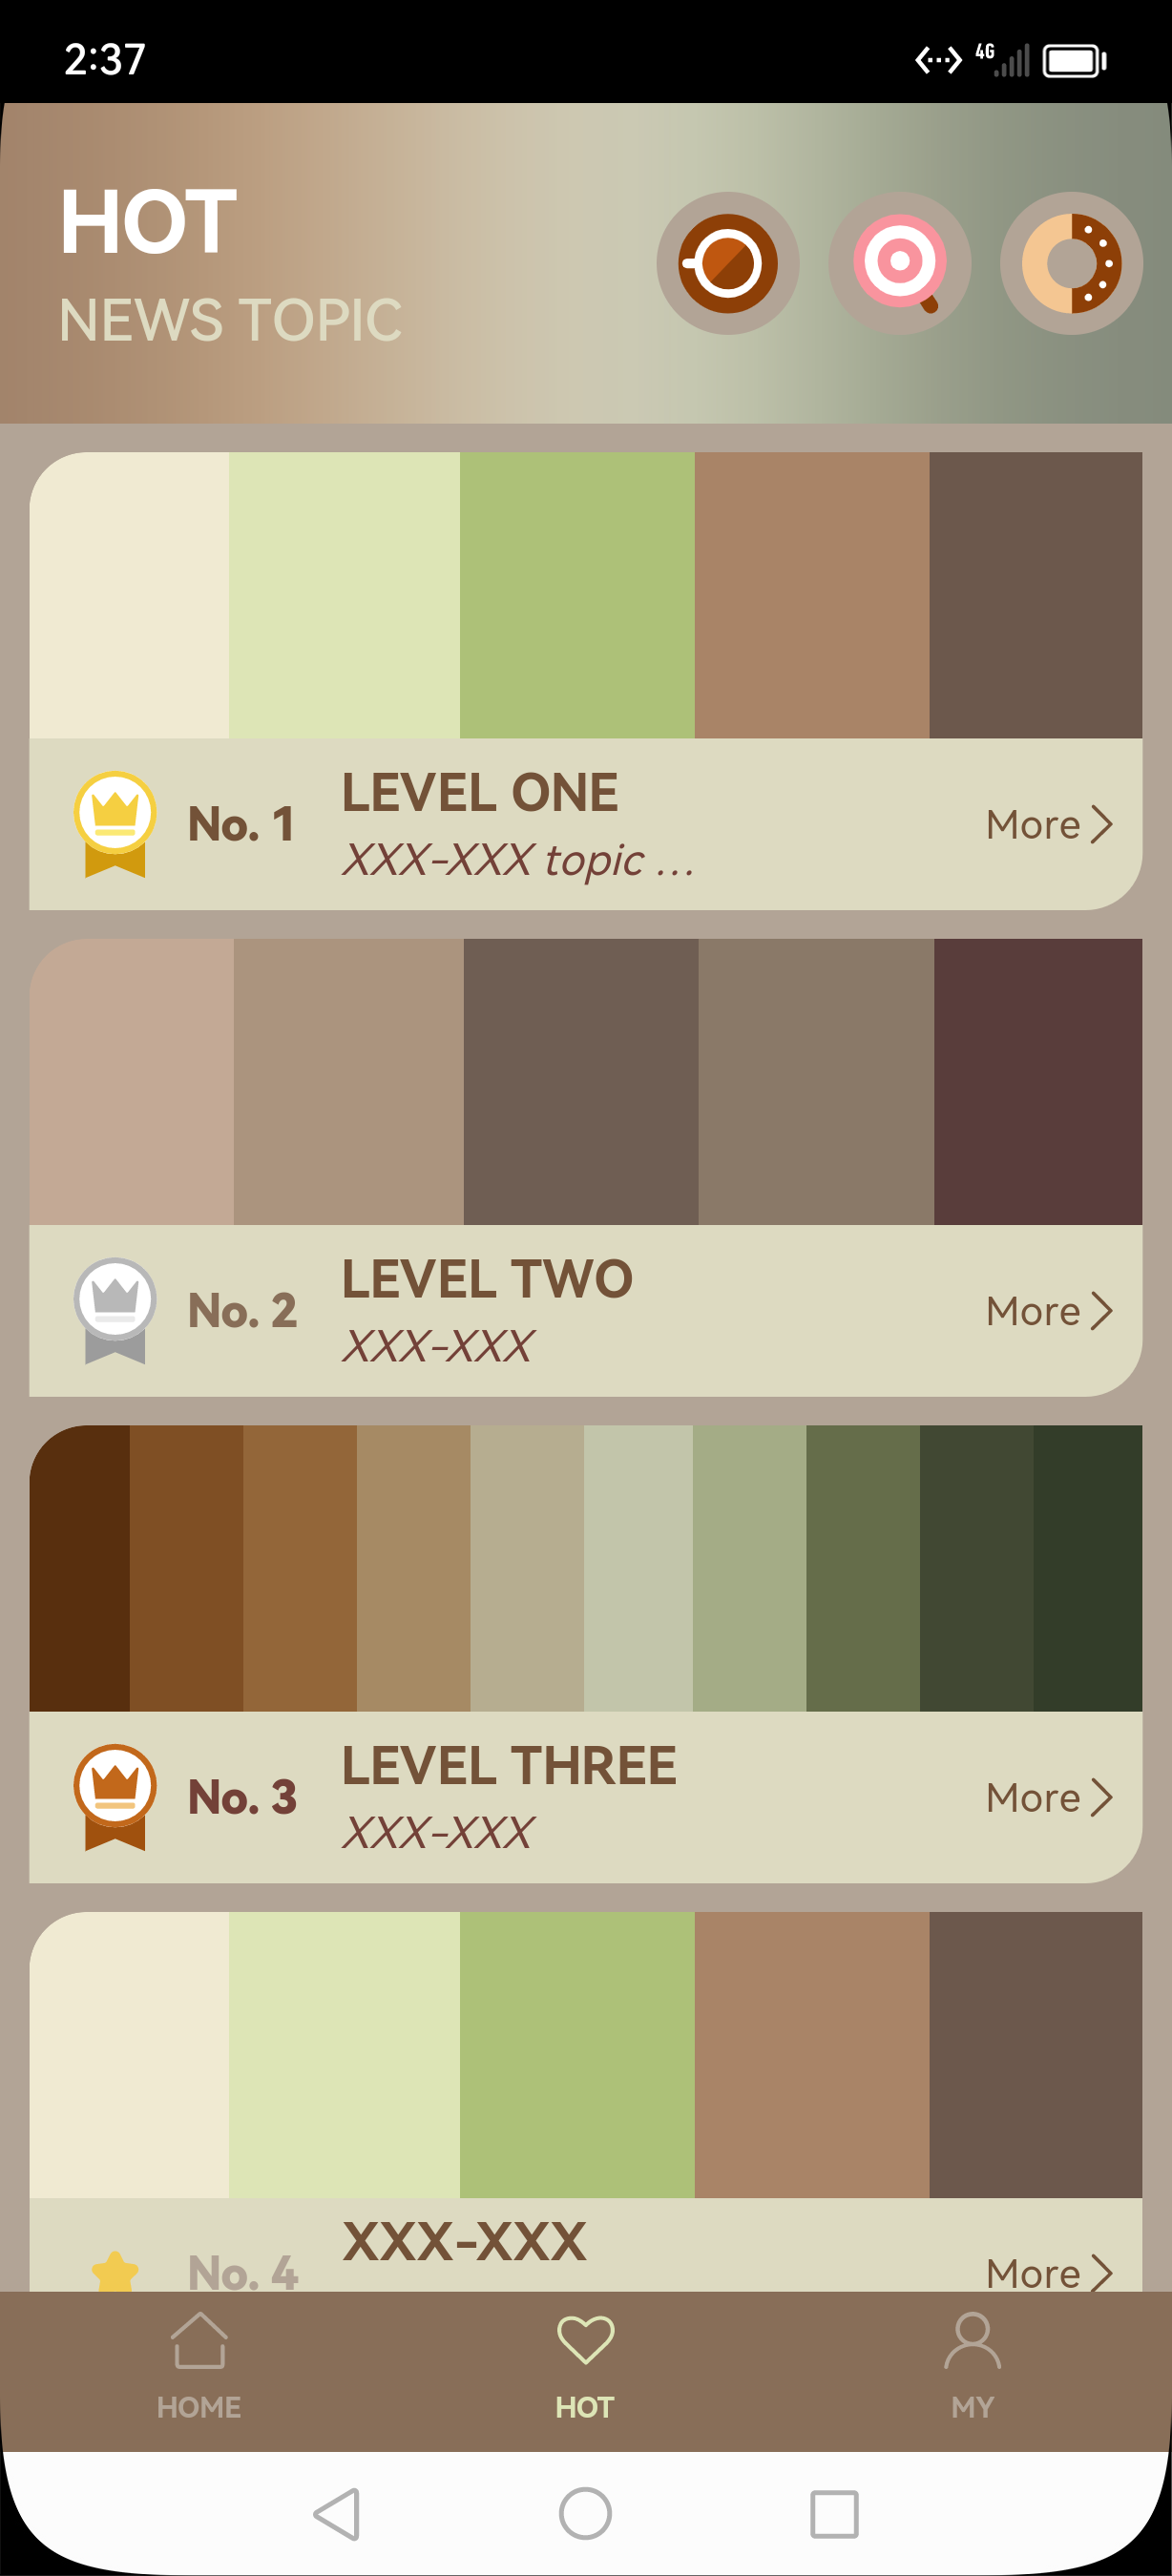 2:37
4G
HOT
NEWS TOPIC
No. 1
LEVEL ONE
XXX-XXX topic ...
More
No. 2
LEVEL TWO
XXX-XXX
More
No. 3
LEVEL THREE
XXX-XXX
More
No. 4
XXX-XXX
More
HOME
HOT
MY